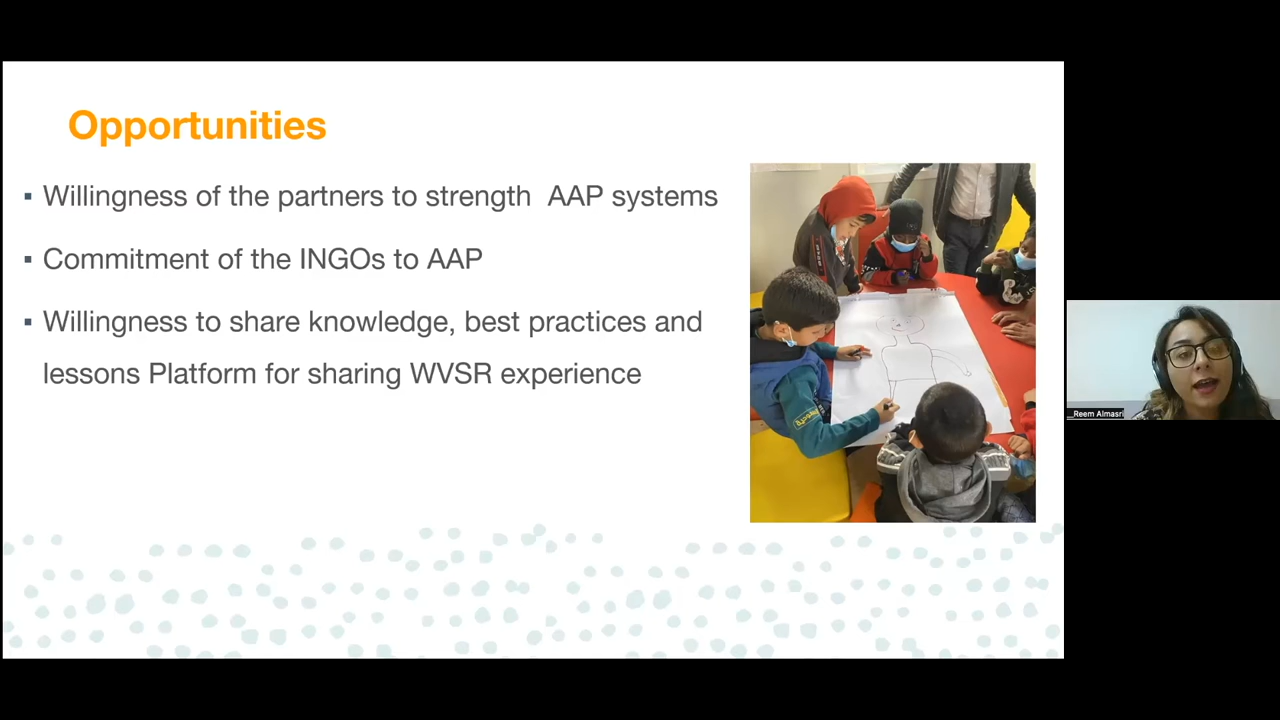 Opportunities
▪ Willingness of the partners to strength AAP systems
▪ Commitment of the INGOs to AAP
▪ Willingness to share knowledge, best practices and
lessons Platform for sharing WVSR experience
__Reem Almasri